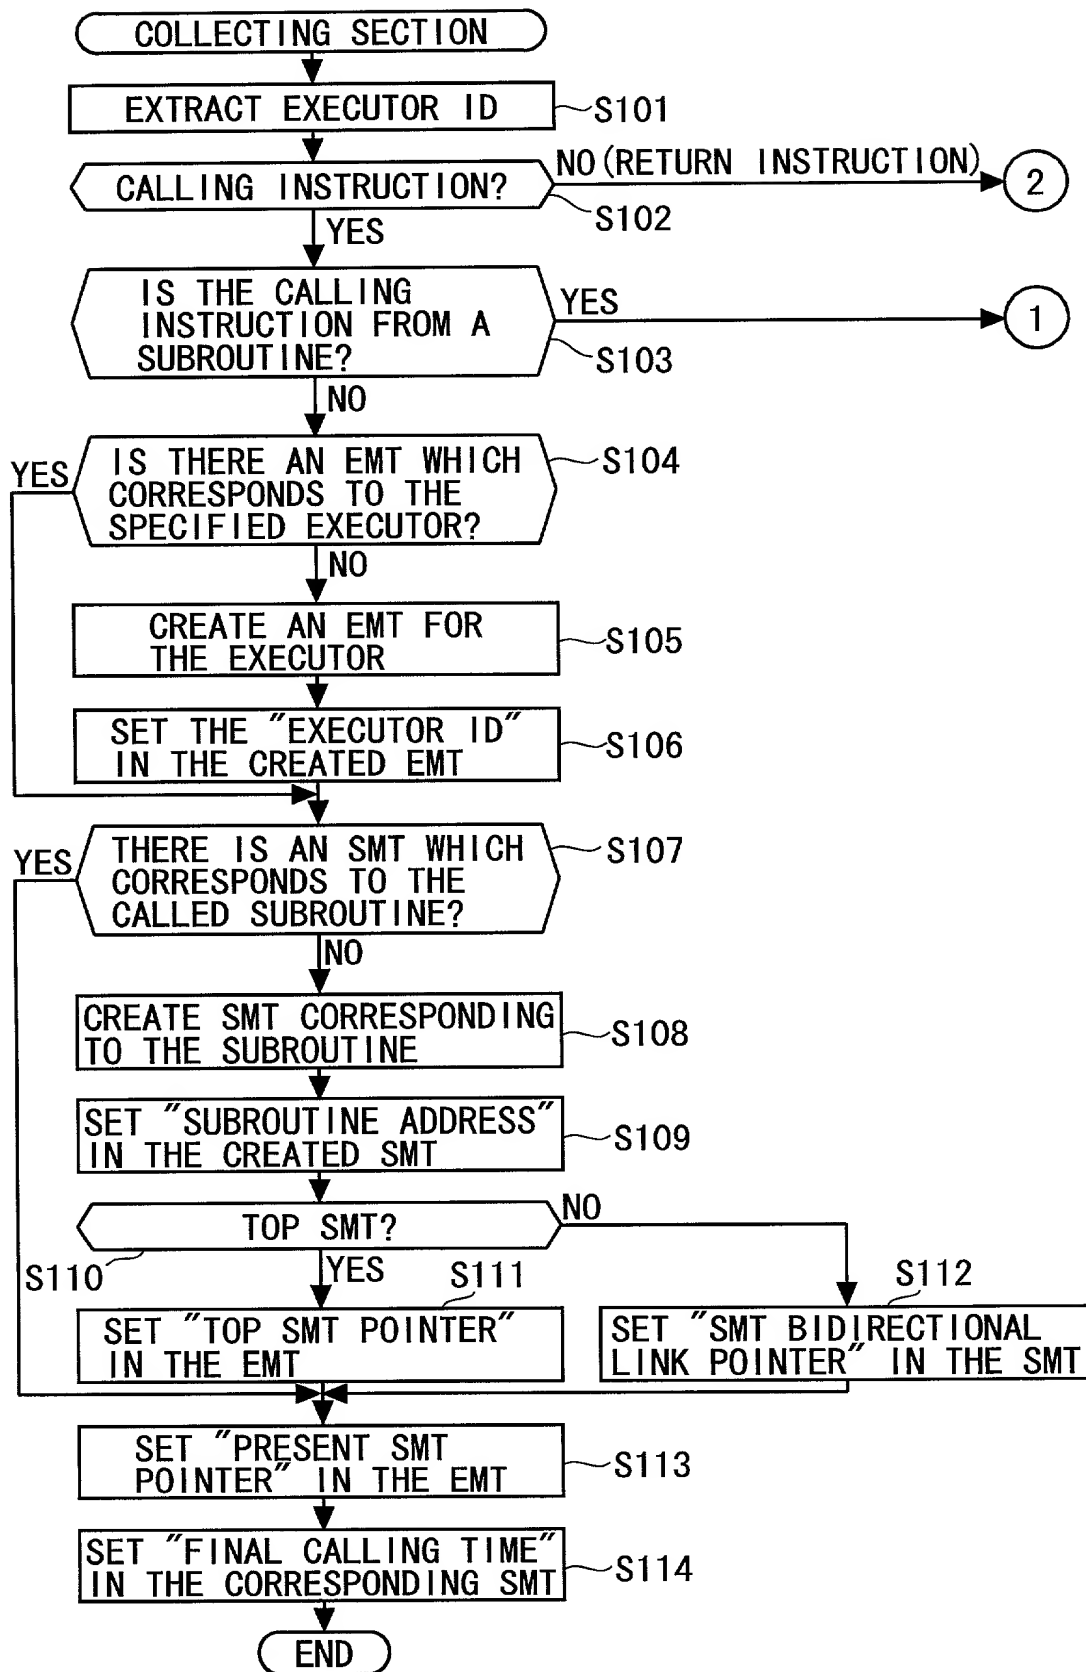 COLLECTING SECTION
EXTRACT EXECUTOR ID
S101
CALLING INSTRUCTION?
NO(RETURN INSTRUCTION)
2
S102
YES
IS THE CALLING
INSTRUCTION FROM A
SUBROUTINE?
YES
1
S103
NO
YES
IS THERE AN EMT WHICH
CORRESPONDS TO THE
SPECIFIED EXECUTOR?
S104
NO
CREATE AN EMT FOR
THE EXECUTOR
S105
SET THE "EXECUTOR ID"
IN THE CREATED EMT
S106
YES
THERE IS AN SMT WHICH
CORRESPONDS TO THE
CALLED SUBROUTINE?
S107
NO
CREATE SMT CORRESPONDING
TO THE SUBROUTINE
S108
SET "SUBROUTINE ADDRESS"
IN THE CREATED SMT
S109
TOP SMT?
NO
S110
YES
S111
S112
SET "TOP SMT POINTER"
IN THE EMT
SET "SMT BIDIRECTIONAL
LINK POINTER" IN THE SMT
SET "PRESENT SMT
POINTER" IN THE EMT
S113
SET "FINAL CALLING TIME"
IN THE CORRESPONDING SMT
S114
END